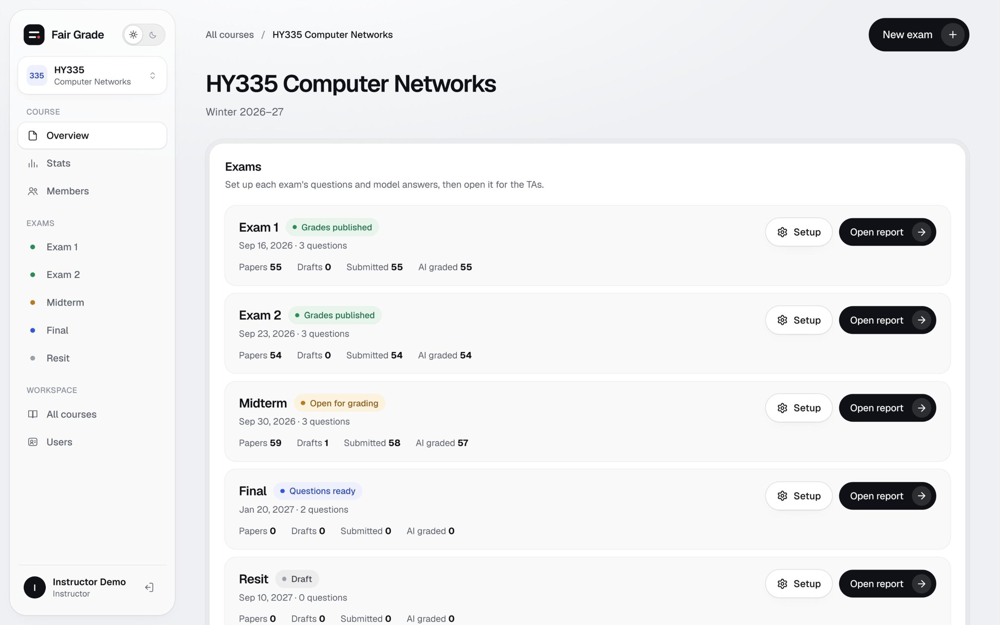 Fair Grade
335
HY335
Computer Networks
COURSE
Overview
Stats
Members
EXAMS
Exam 1
Exam 2
Midterm
Final
Resit
WORKSPACE
All courses
Users
I
Instructor Demo
Instructor
All courses / HY335 Computer Networks
New exam
HY335 Computer Networks
Winter 2026–27
Exams
Set up each exam's questions and model answers, then open it for the TAs.
Exam 1 Grades published
Sep 16, 2026 · 3 questions
Papers 55 Drafts 0 Submitted 55 AI graded 55
Setup Open report
Exam 2 Grades published
Sep 23, 2026 · 3 questions
Papers 54 Drafts 0 Submitted 54 AI graded 54
Setup Open report
Midterm Open for grading
Sep 30, 2026 · 3 questions
Papers 59 Drafts 1 Submitted 58 AI graded 57
Setup Open report
Final Questions ready
Jan 20, 2027 · 2 questions
Papers 0 Drafts 0 Submitted 0 AI graded 0
Setup Open report
Resit Draft
Sep 10, 2027 · 0 questions
Papers 0 Drafts 0 Submitted 0 AI graded 0
Setup Open report